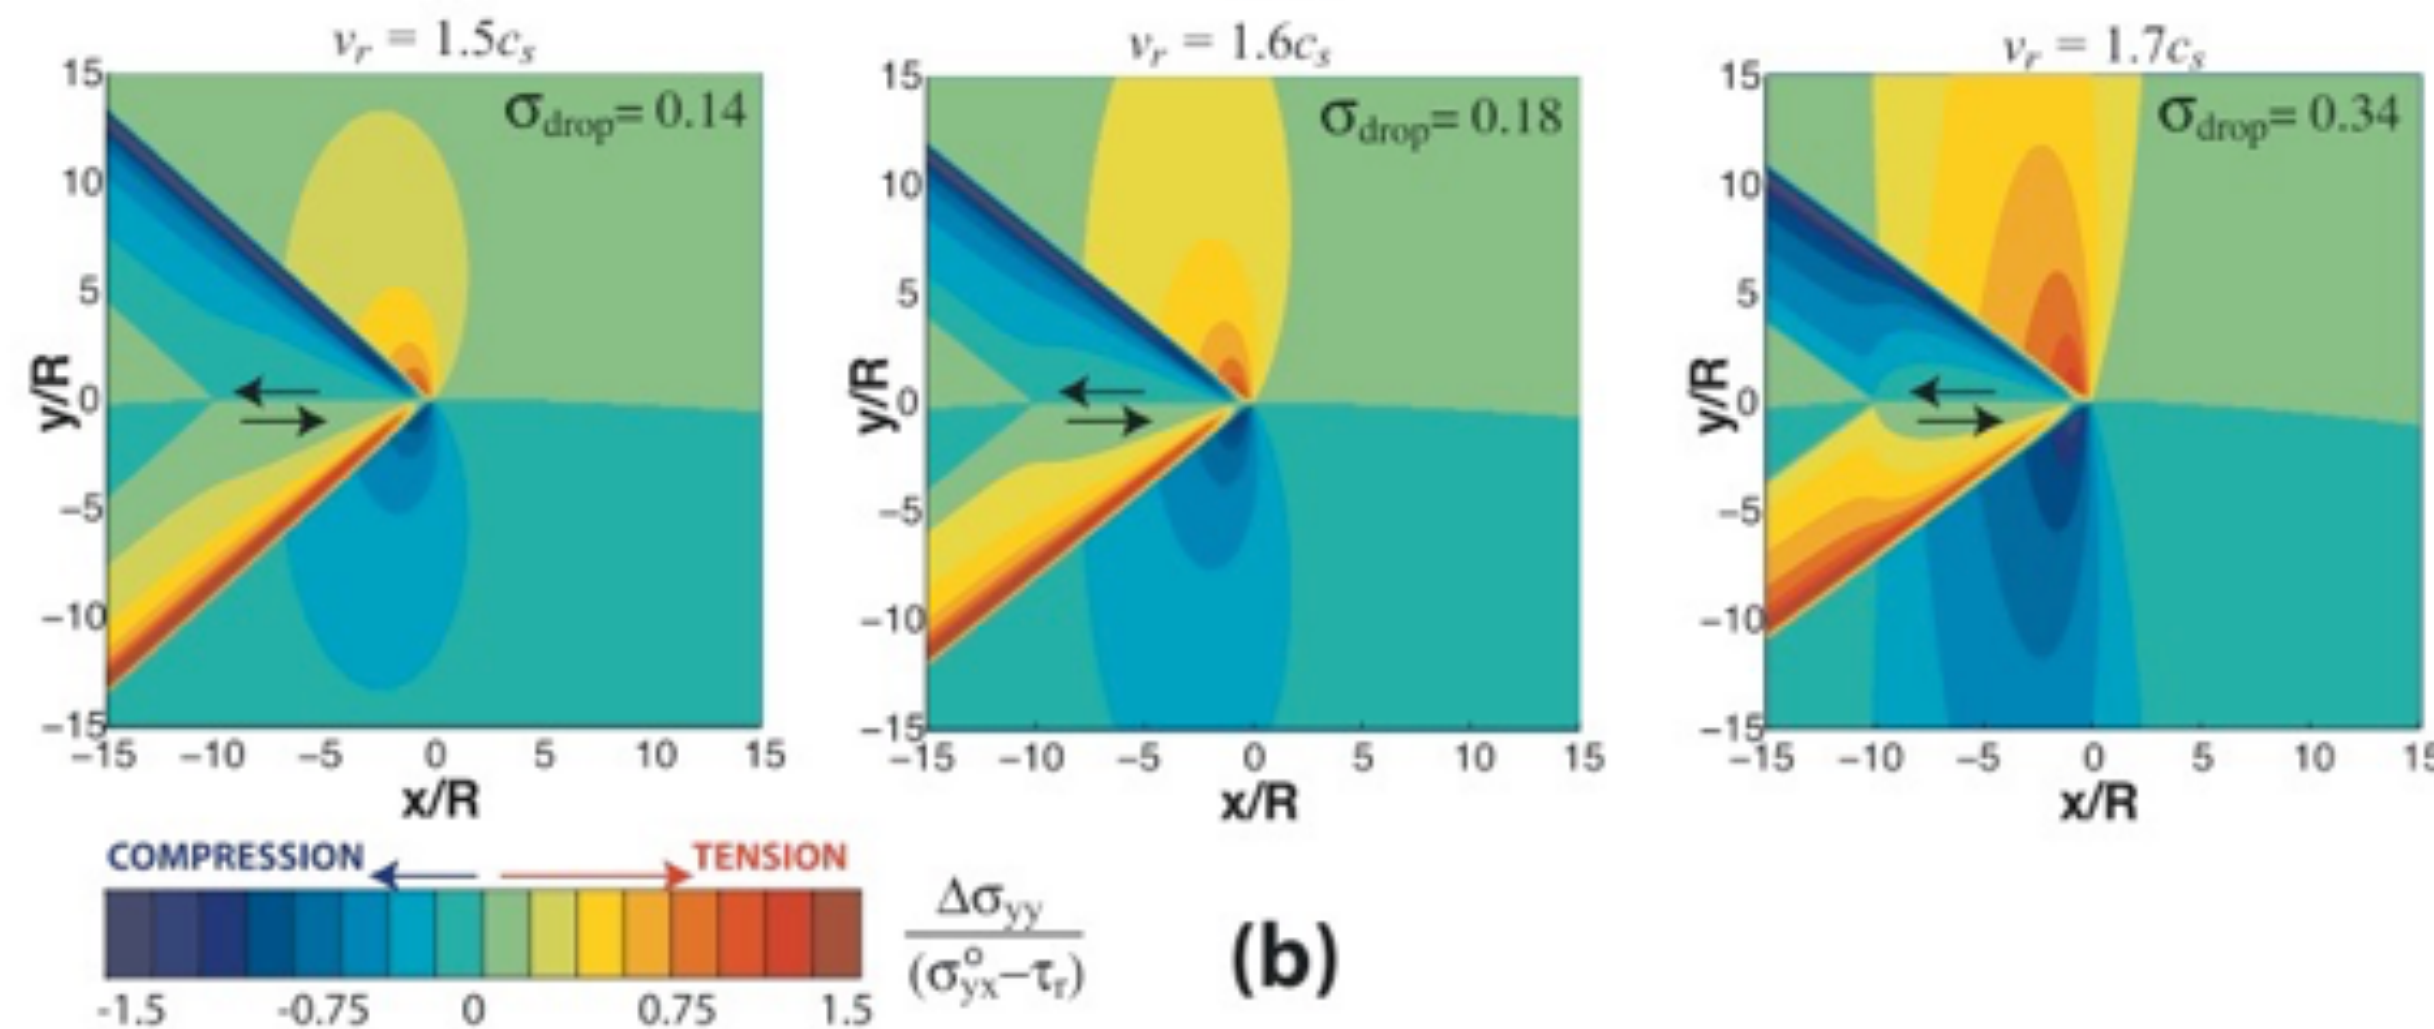 v_r = 1.5c_s
15
10
5
0
−5
−10
−15
y/R
σ_drop= 0.14
−15 −10 −5 0 5 10 15
x/R
v_r = 1.6c_s
15
10
5
0
−5
−10
−15
y/R
σ_drop= 0.18
−15 −10 −5 0 5 10 15
x/R
v_r = 1.7c_s
15
10
5
0
−5
−10
−15
y/R
σ_drop= 0.34
−15 −10 −5 0 5 10 15
x/R
COMPRESSION TENSION
-1.5 -0.75 0 0.75 1.5
Δσ_yy
(σ°_yx−τ_r)
(b)